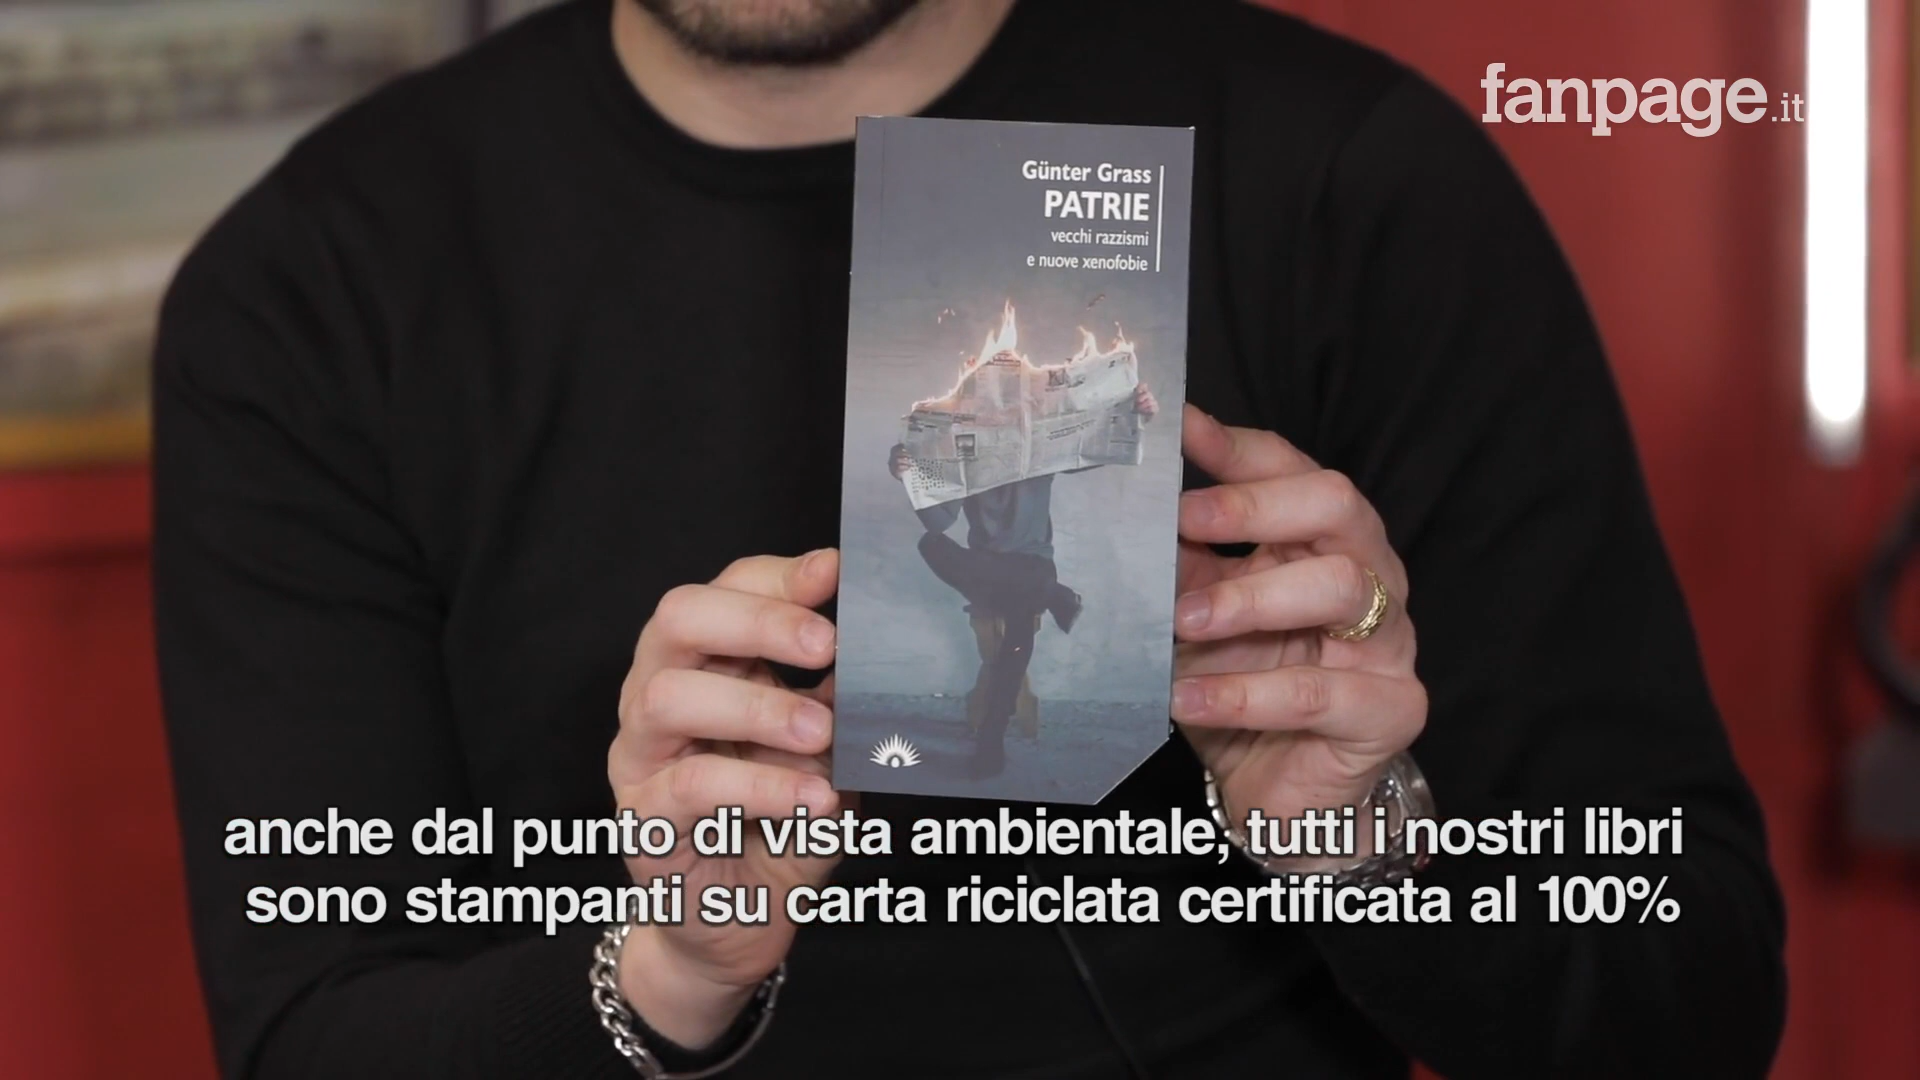 fanpage.it
Günter Grass
PATRIE
vecchi razzismi
e nuove xenofobie
anche dal punto di vista ambientale, tutti i nostri libri
sono stampanti su carta riciclata certificata al 100%